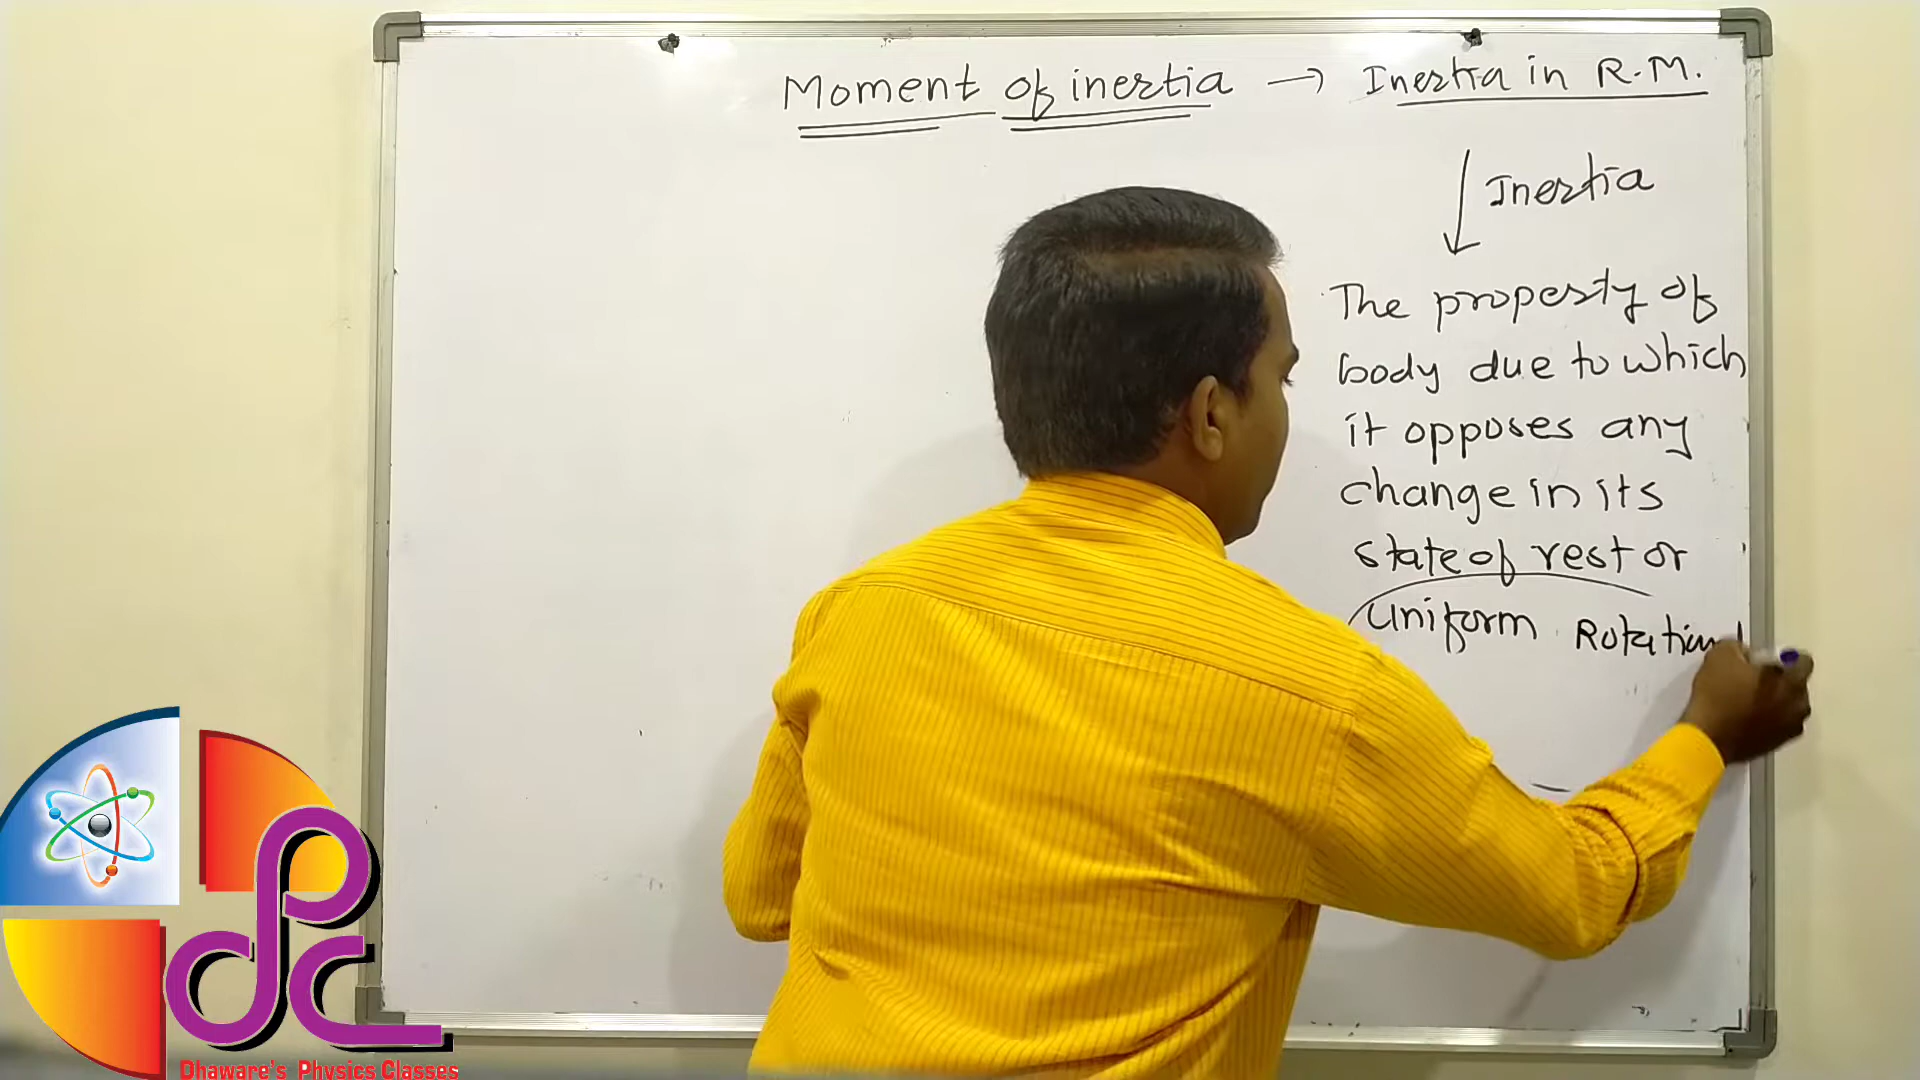 Moment of inertia → Inertia in R.M.
↓ Inertia
The property of
body due to which
it opposes any
change in its
state of rest or
uniform Rotational
Dhaware's Physics Classes